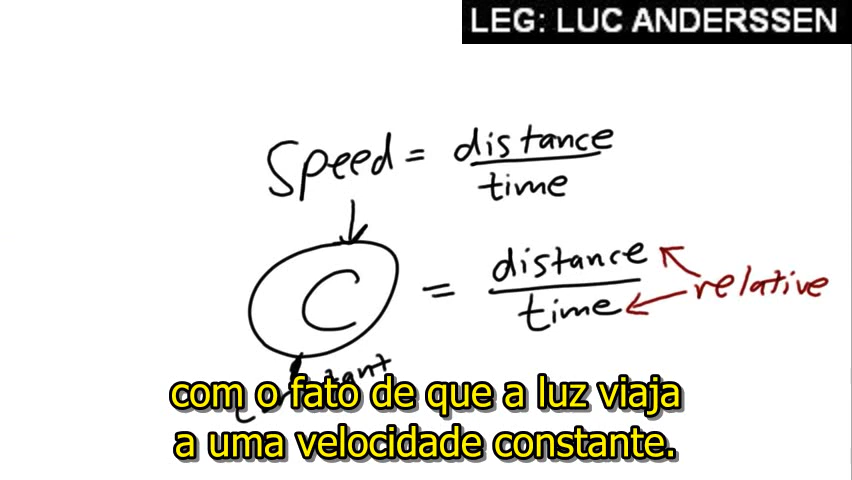 LEG: LUC ANDERSSEN
Speed = distance
time
C = distance
time
relative
com o fato de que a luz viaja
a uma velocidade constante.